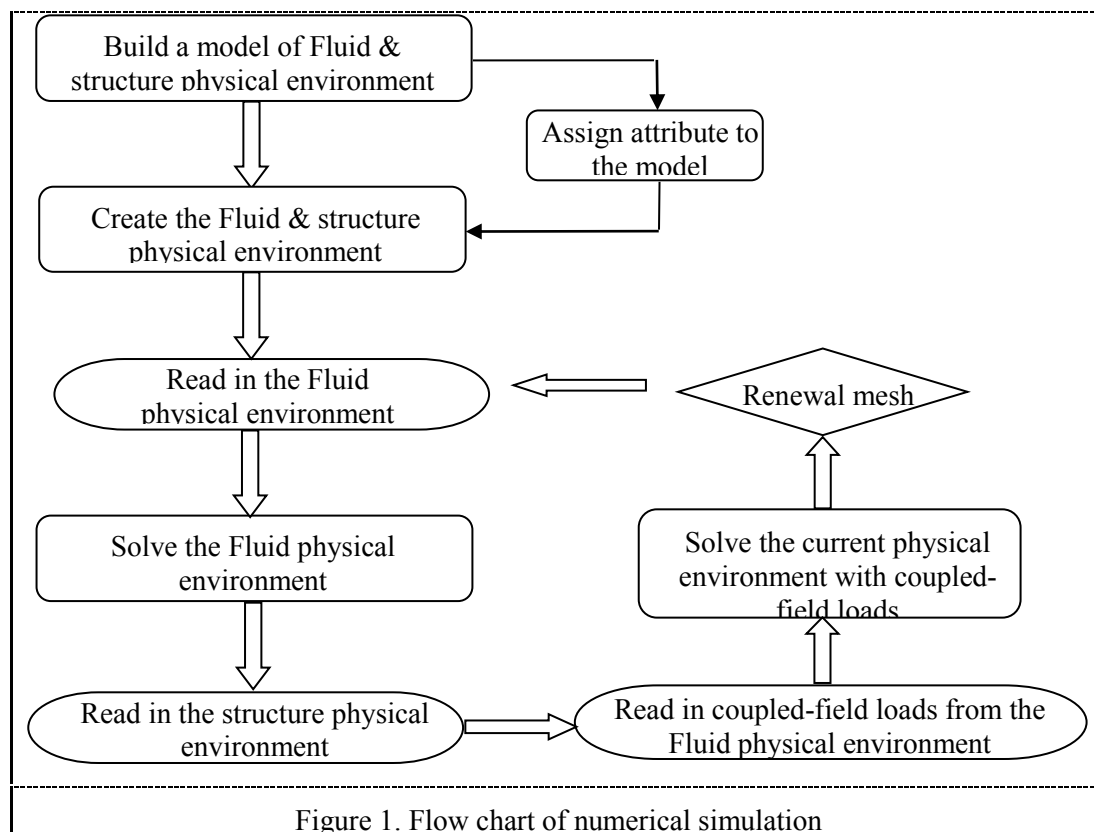 Build a model of Fluid &
structure physical environment
Assign attribute to
the model
Create the Fluid & structure
physical environment
Read in the Fluid
physical environment
Renewal mesh
Solve the Fluid physical
environment
Solve the current physical
environment with coupled-
field loads
Read in the structure physical
environment
Read in coupled-field loads from the
Fluid physical environment
Figure 1. Flow chart of numerical simulation